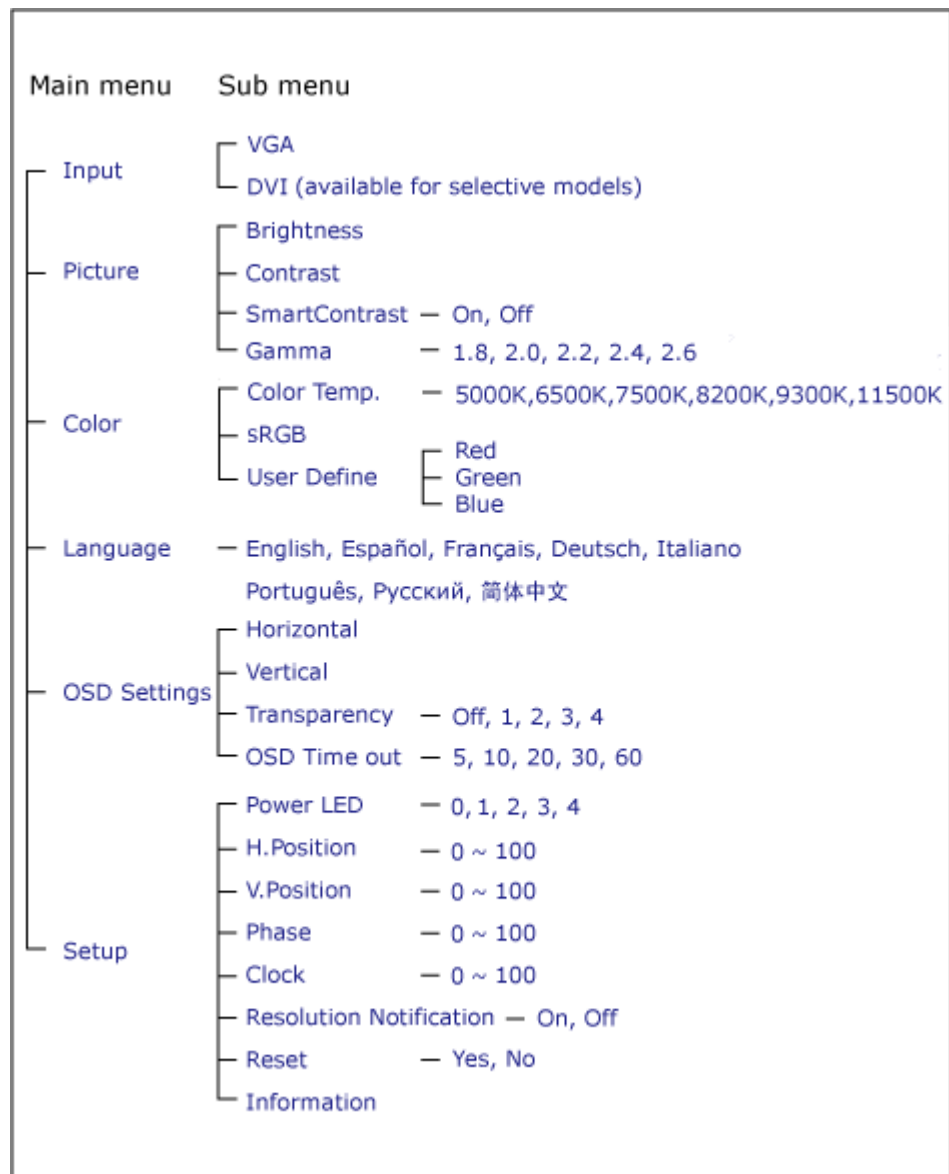 Main menu Sub menu
VGA
Input
DVI (available for selective models)
Brightness
Picture Contrast
SmartContrast — On, Off
Gamma — 1.8, 2.0, 2.2, 2.4, 2.6
Color Temp. — 5000K,6500K,7500K,8200K,9300K,11500K
Color
sRGB
Red
User Define Green
Blue
Language — English, Español, Français, Deutsch, Italiano
Português, Русский, 简体中文
Horizontal
Vertical
OSD Settings
Transparency — Off, 1, 2, 3, 4
OSD Time out — 5, 10, 20, 30, 60
Power LED — 0, 1, 2, 3, 4
H.Position — 0 ~ 100
V.Position — 0 ~ 100
Phase — 0 ~ 100
Setup
Clock — 0 ~ 100
Resolution Notification — On, Off
Reset — Yes, No
Information